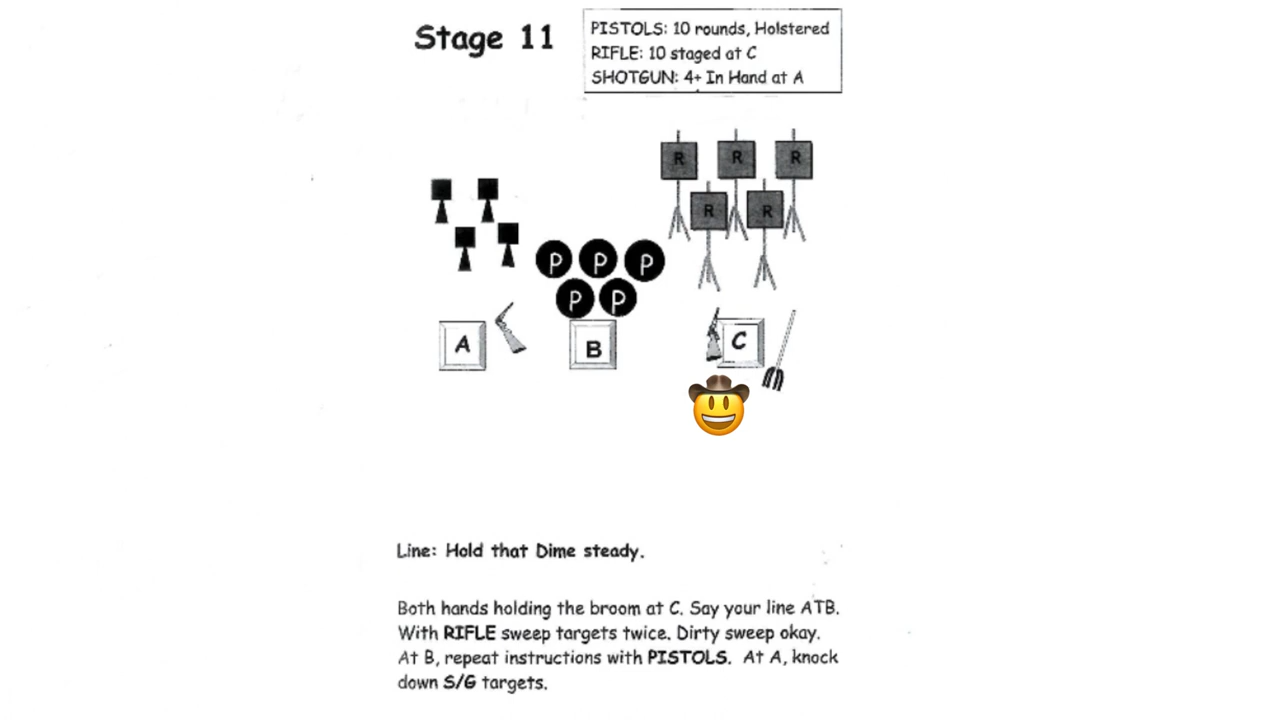 Stage 11
PISTOLS: 10 rounds, Holstered
RIFLE: 10 staged at C
SHOTGUN: 4+ In Hand at A
R R R
R R
P P P
P P
A
B
C
Line: Hold that Dime steady.
Both hands holding the broom at C. Say your line ATB.
With RIFLE sweep targets twice. Dirty sweep okay.
At B, repeat instructions with PISTOLS. At A, knock
down S/G targets.